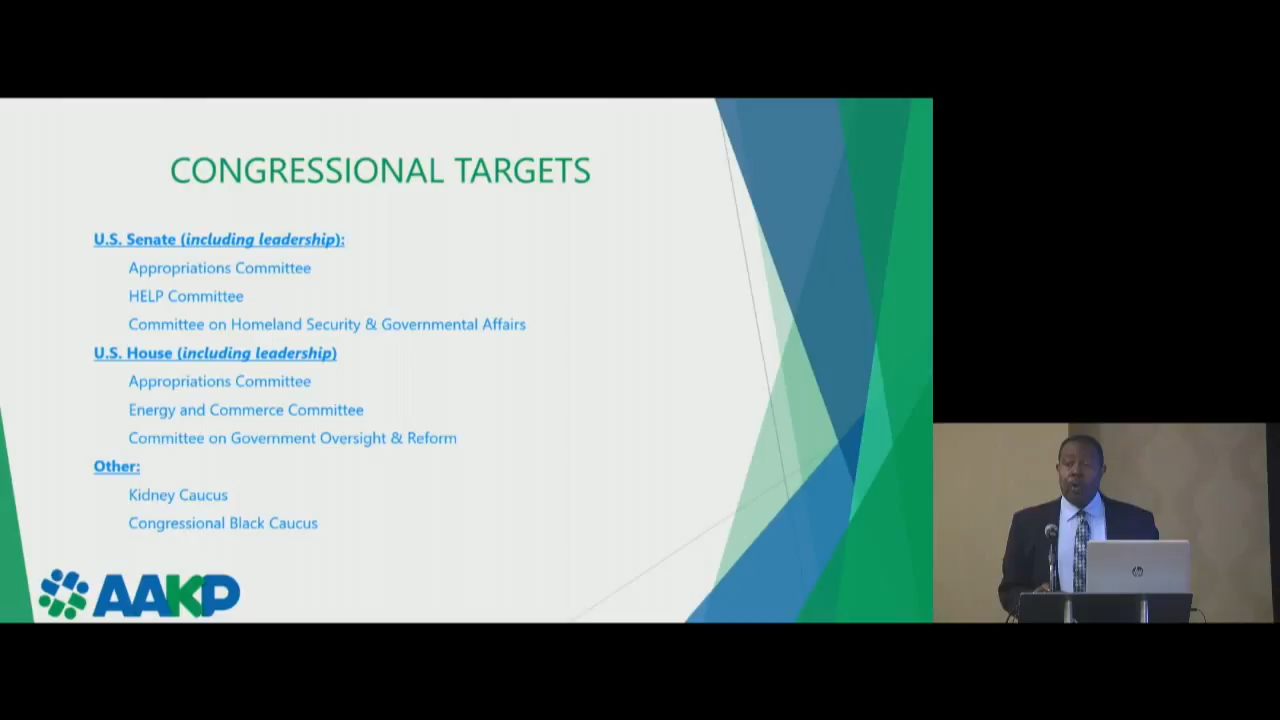 CONGRESSIONAL TARGETS
U.S. Senate (including leadership):
Appropriations Committee
HELP Committee
Committee on Homeland Security & Governmental Affairs
U.S. House (including leadership)
Appropriations Committee
Energy and Commerce Committee
Committee on Government Oversight & Reform
Other:
Kidney Caucus
Congressional Black Caucus
AAKP
hp